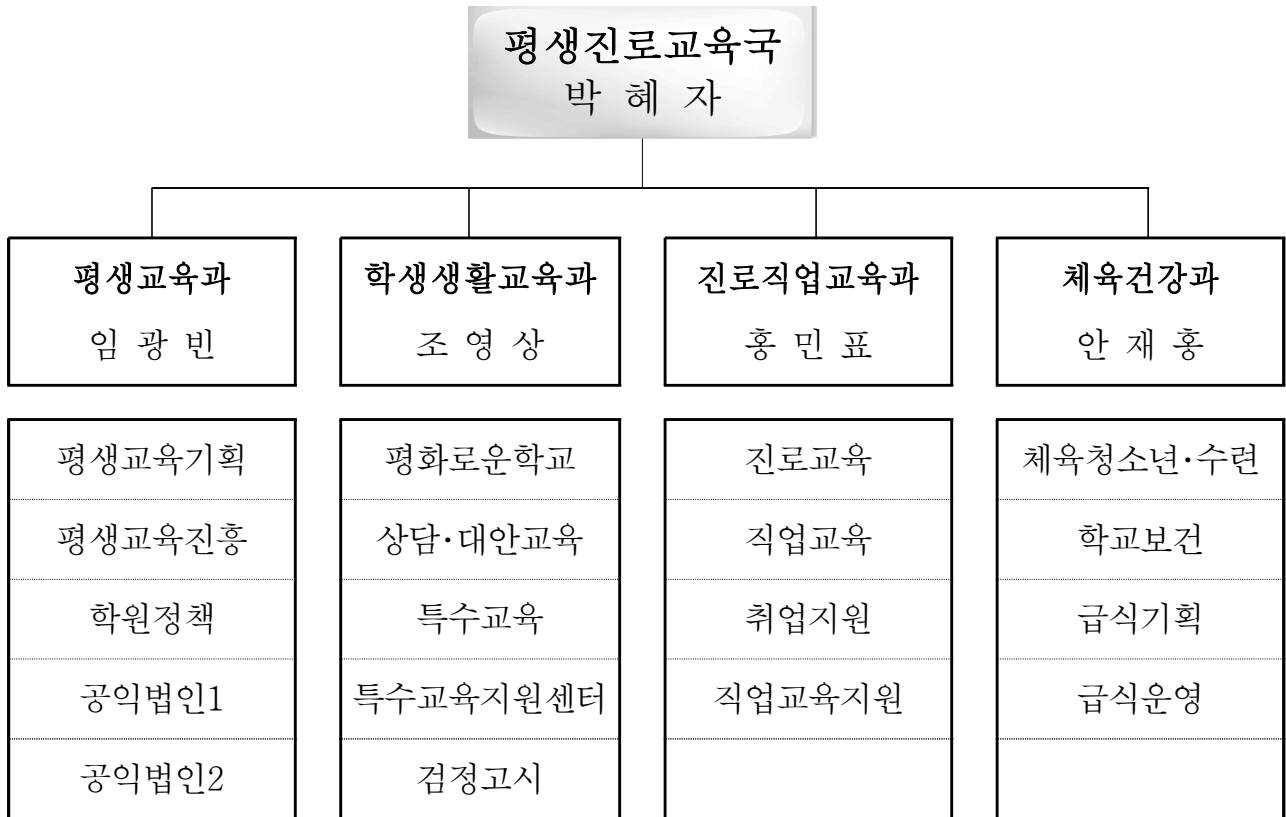 평생진로교육국
박 혜 자
평생교육과
임 광 빈
학생생활교육과
조 영 상
진로직업교육과
홍 민 표
체육건강과
안 재 홍
평생교육기획
평생교육진흥
학원정책
공익법인1
공익법인2
평화로운학교
상담·대안교육
특수교육
특수교육지원센터
검정고시
진로교육
직업교육
취업지원
직업교육지원
체육청소년·수련
학교보건
급식기획
급식운영